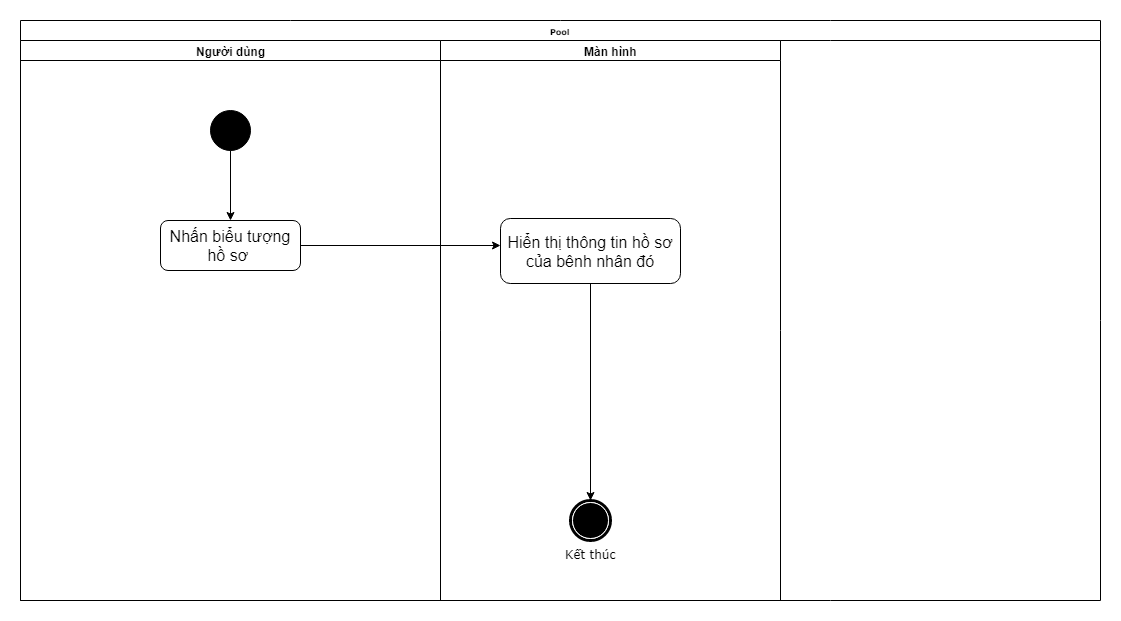 Pool
Người dùng
Màn hình
Nhấn biểu tượng
hồ sơ
Hiển thị thông tin hồ sơ
của bênh nhân đó
Kết thúc